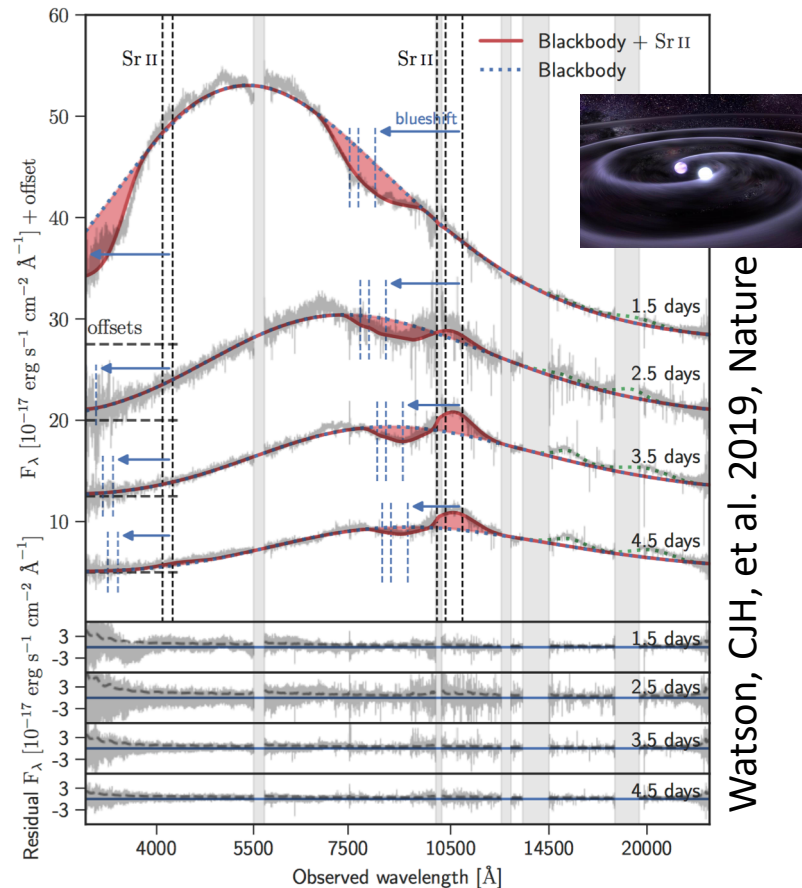 60
50
40
30
20
10
F_λ [10⁻¹⁷ erg s⁻¹ cm⁻² Å⁻¹] + offset
Sr II
Sr II
Blackbody + Sr II
Blackbody
blueshift
1.5 days
offsets
2.5 days
3.5 days
4.5 days
Residual F_λ [10⁻¹⁷ erg s⁻¹ cm⁻² Å⁻¹]
3
-3
1.5 days
3
-3
2.5 days
3
-3
3.5 days
3
-3
4.5 days
4000 5500 7500 10500 14500 20000
Observed wavelength [Å]
Watson, CJH, et al. 2019, Nature